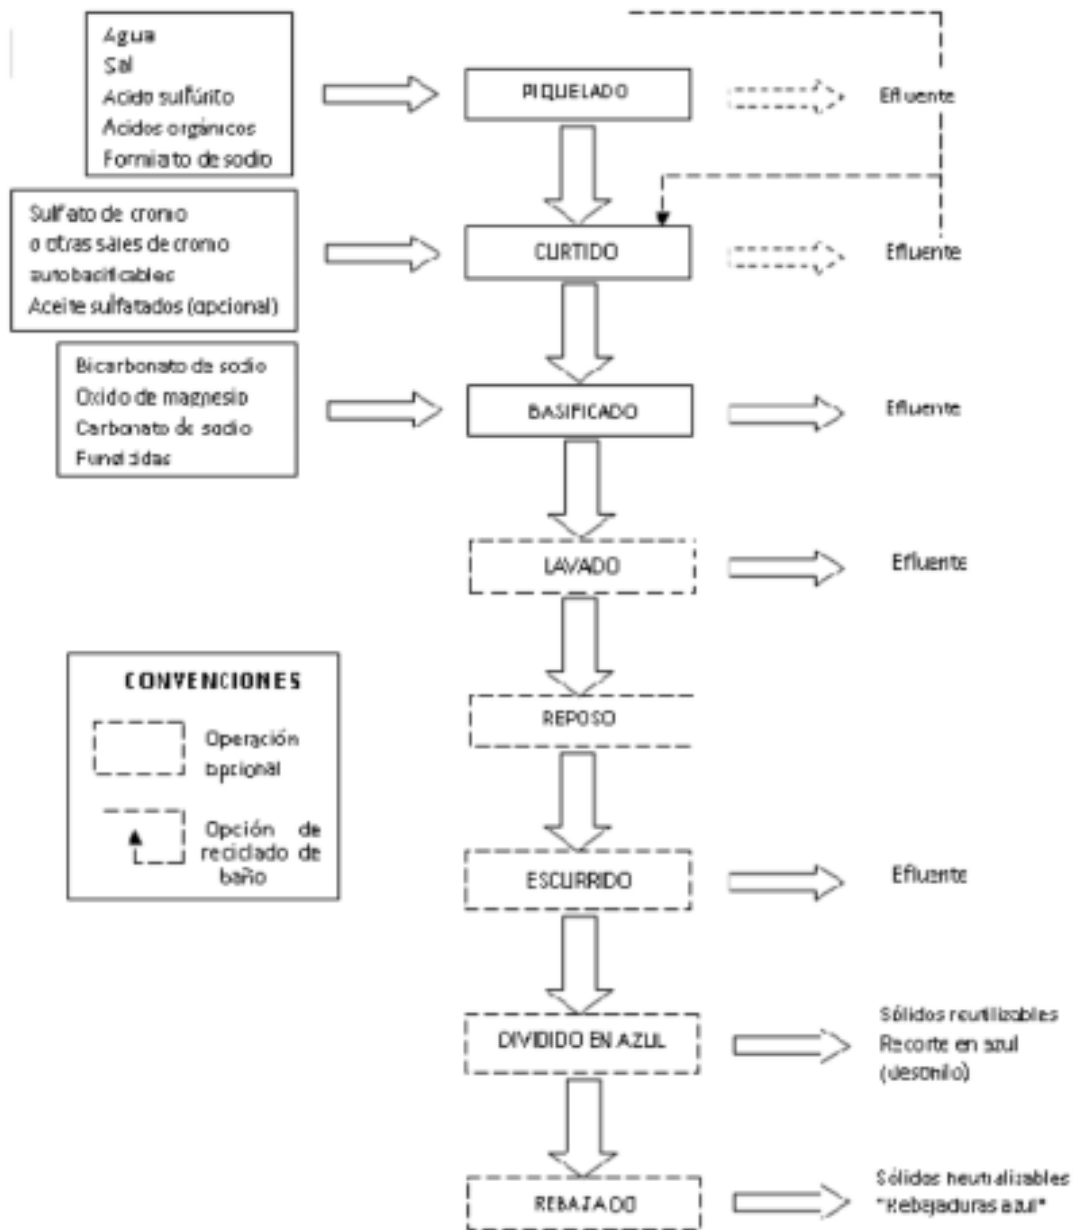 Agua
Sal
Acido sulfúrito
Acidos orgánicos
Formiato de sodio
PIQUELADO
Efluente
Sulfato de cromo
o otras sales de cromo
autobasificables
Aceite sulfatados (opcional)
CURTIDO
Efluente
Bicarbonato de sodio
Oxido de magnesio
Carbonato de sodio
Fungicidas
BASIFICADO
Efluente
LAVADO
Efluente
CONVENCIONES
Operación
opcional
Opción de
reciclado de
baño
REPOSO
ESCURRIDO
Efluente
DIVIDIDO EN AZUL
Sólidos reutilizables
Recorte en azul
REBAJADO
Sólidos neutralizables
"Rebajaduras azul"